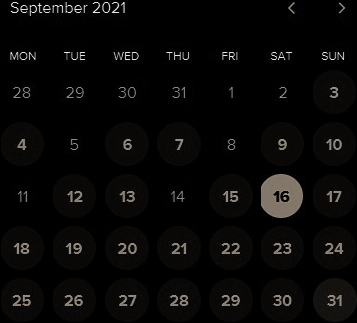 September 2021
MON TUE WED THU FRI SAT SUN
28 29 30 31 1 2 3
4 5 6 7 8 9 10
11 12 13 14 15 16 17
18 19 20 21 22 23 24
25 26 27 28 29 30 31